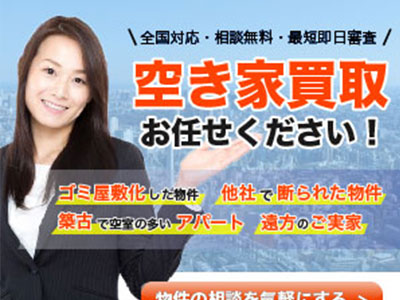 \ 全国対応・相談無料・最短即日審査 /
空き家買取
お任せください！
ゴミ屋敷化した物件 他社で断られた物件
築古で空室の多いアパート 遠方のご実家
物件の相談を気軽にする >